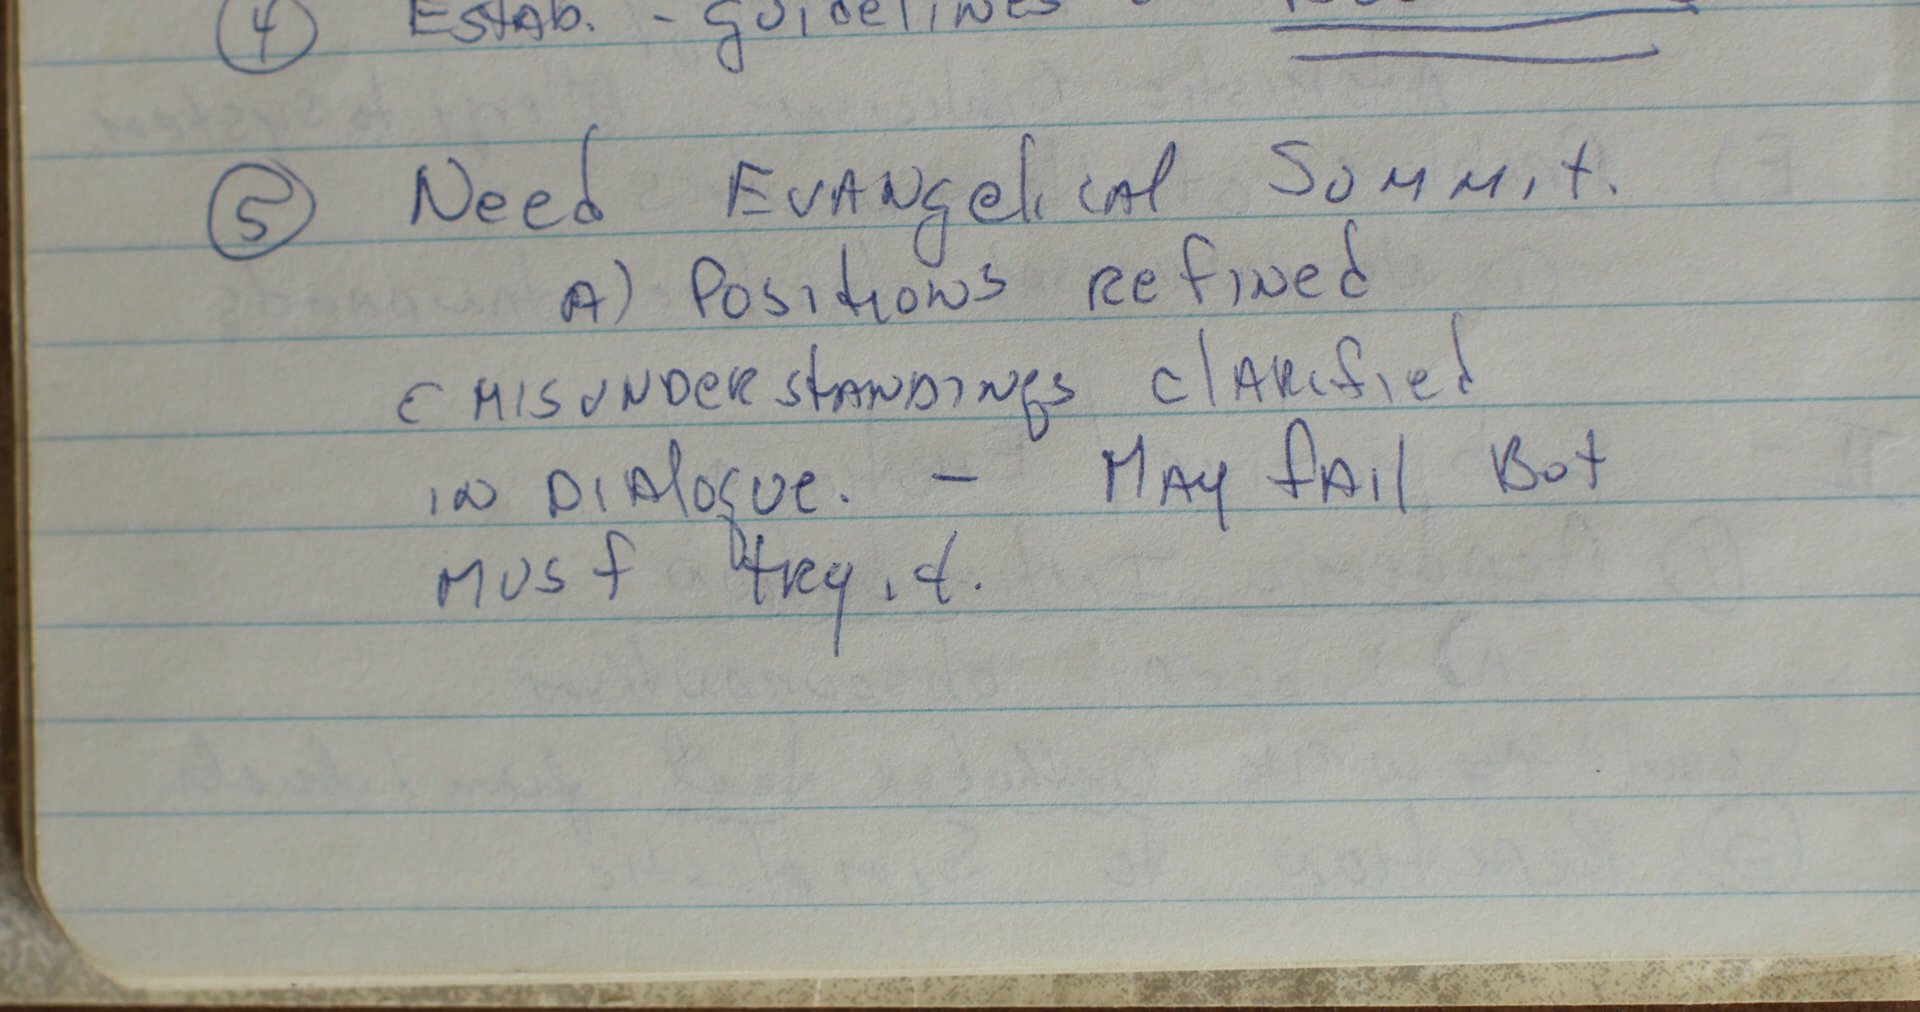 ④ Estab. - guidelines
⑤ Need Evangelical Summit.
A) Positions refined
c misunderstandings clarified
in dialogue. - May fail But
must try it.